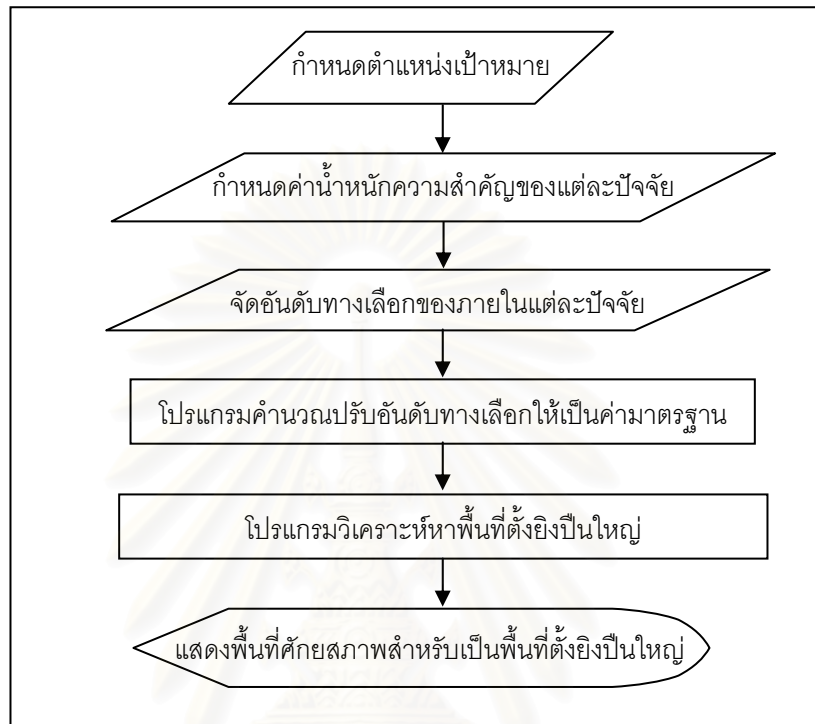 กำหนดตำแหน่งเป้าหมาย
กำหนดค่าน้ำหนักความสำคัญของแต่ละปัจจัย
จัดอันดับทางเลือกของภายในแต่ละปัจจัย
โปรแกรมคำนวณปรับอันดับทางเลือกให้เป็นค่ามาตรฐาน
โปรแกรมวิเคราะห์หาพื้นที่ตั้งยิงปืนใหญ่
แสดงพื้นที่ศักยสภาพสำหรับเป็นพื้นที่ตั้งยิงปืนใหญ่